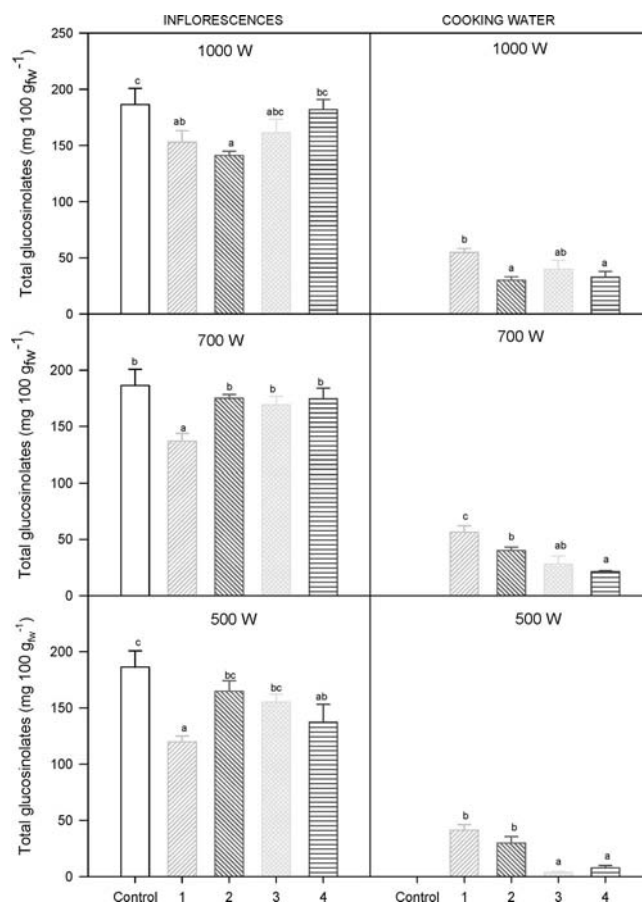 INFLORESCENCES
COOKING WATER
Total glucosinolates (mg 100 gfw⁻¹)
250
200
150
100
50
0
1000 W
c
ab
a
abc
bc
1000 W
b
a
ab
a
Total glucosinolates (mg 100 gfw⁻¹)
200
150
100
50
0
700 W
b
a
b
b
b
700 W
c
b
ab
a
Total glucosinolates (mg 100 gfw⁻¹)
200
150
100
50
0
500 W
c
a
bc
bc
ab
500 W
b
b
a
a
Control 1 2 3 4
Control 1 2 3 4